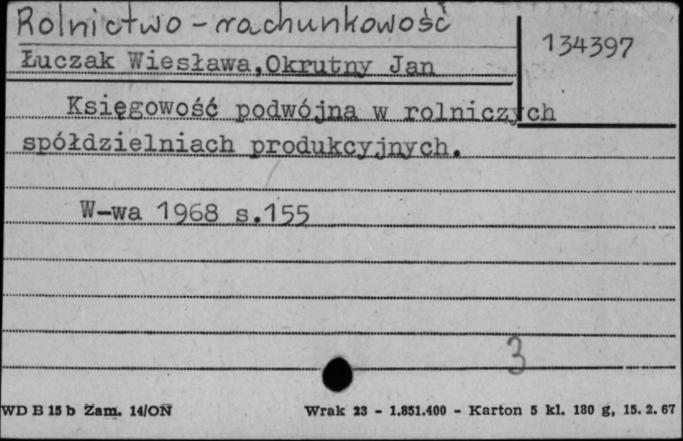 Rolnictwo - rachunkowość
134397
Łuczak Wiesława,Okrutny Jan
Księgowość podwójna w rolniczych
spółdzielniach produkcyjnych.
W-wa 1968 s.155
3
WD B 15 b Zam. 14/ON Wrak 23 - 1.851.400 - Karton 5 kl. 180 g, 15. 2. 67